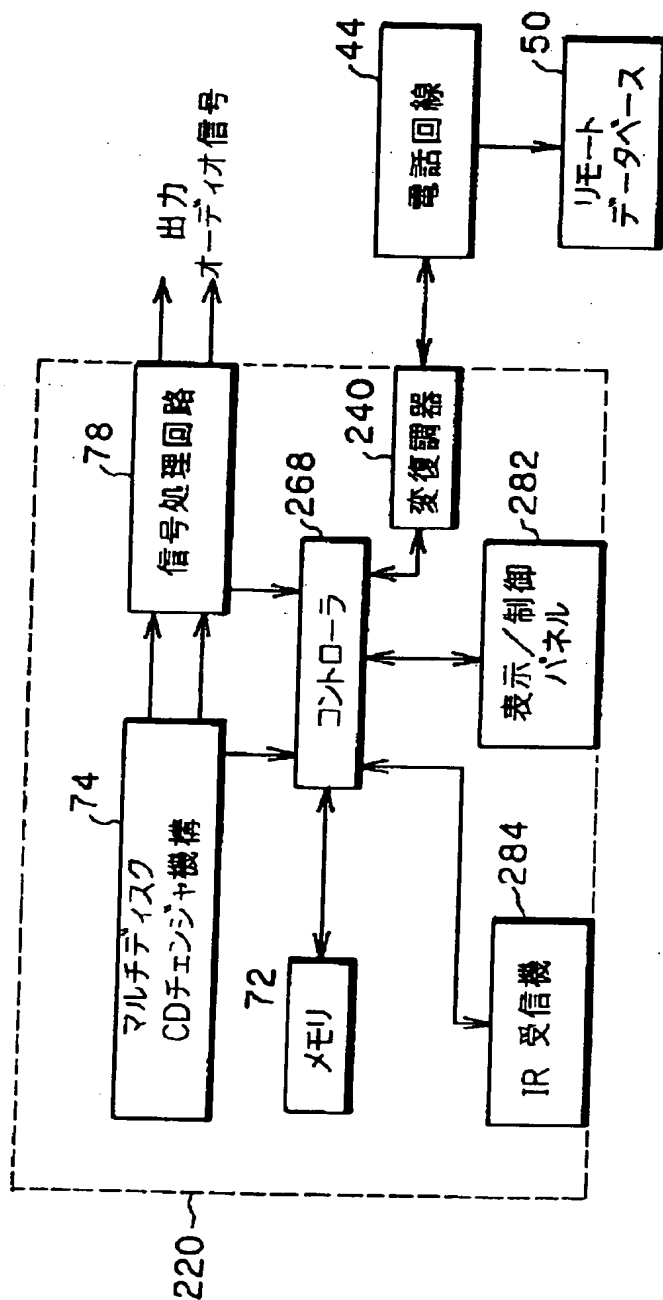 出力
オーディオ信号
78
信号処理回路
74
マルチディスク
CDチェンジャ機構
268
コントローラ
72
メモリ
240
変復調器
44
電話回線
50
リモート
データベース
282
表示／制御
パネル
284
IR 受信機
220